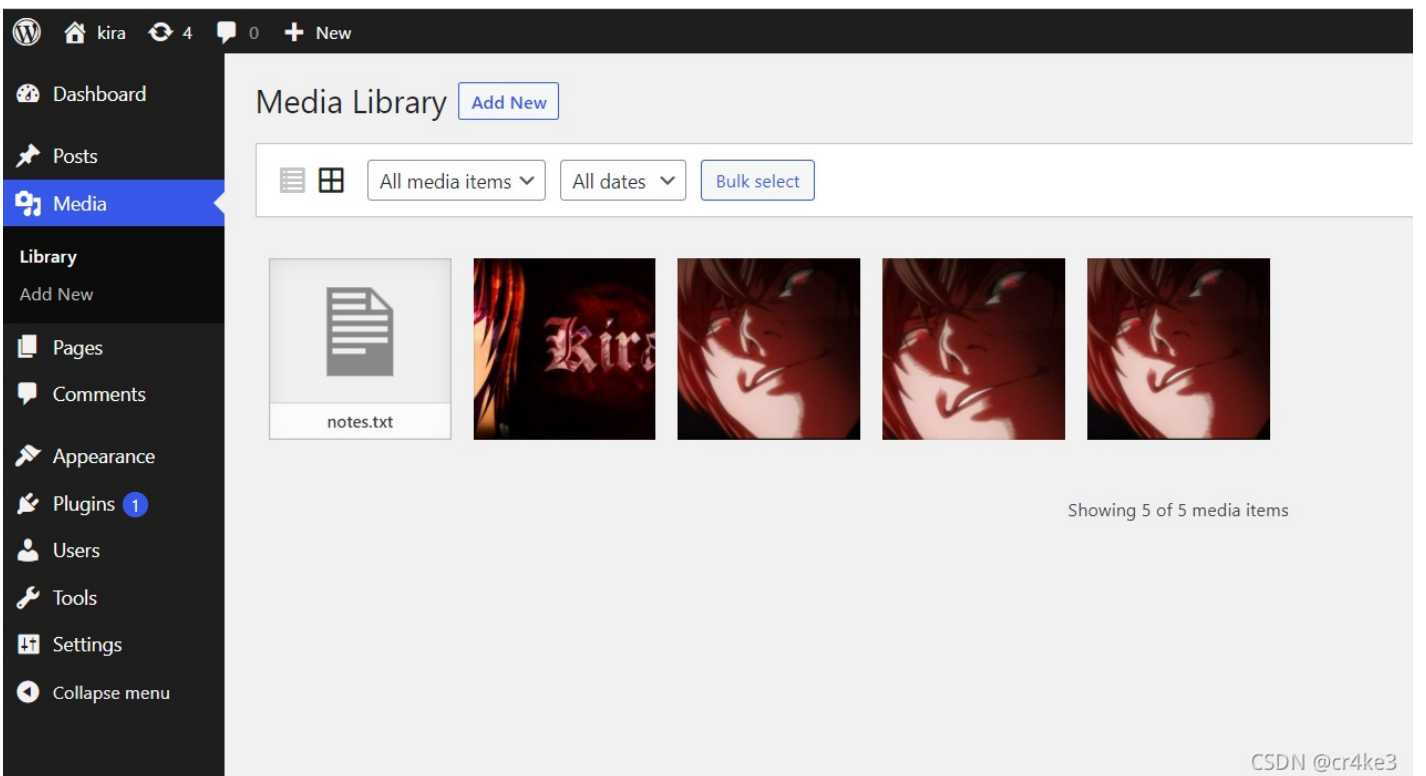 kira 4 0 New
Dashboard
Media Library Add New
Posts
All media items All dates Bulk select
Media
Library
Add New
Pages
Kira
Comments
notes.txt
Appearance
Plugins 1
Showing 5 of 5 media items
Users
Tools
Settings
Collapse menu
CSDN @cr4ke3